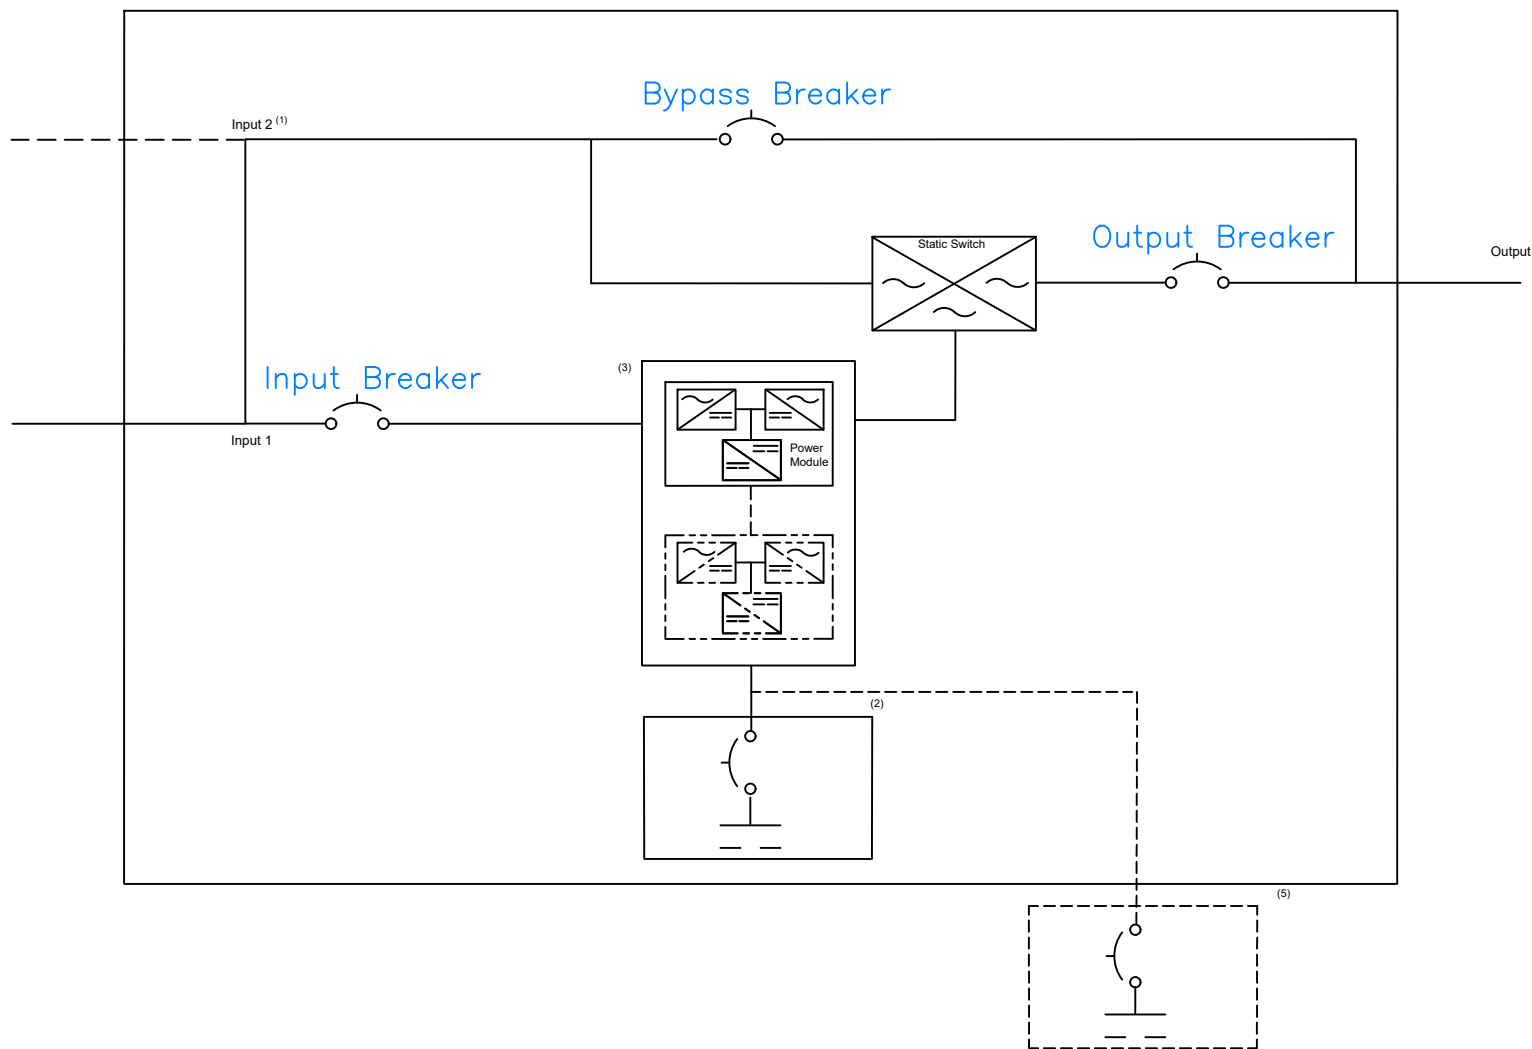 Bypass Breaker
Input 2 (1)
Output Breaker
Static Switch
Output
Input Breaker
(3)
Input 1
Power
Module
(2)
(5)